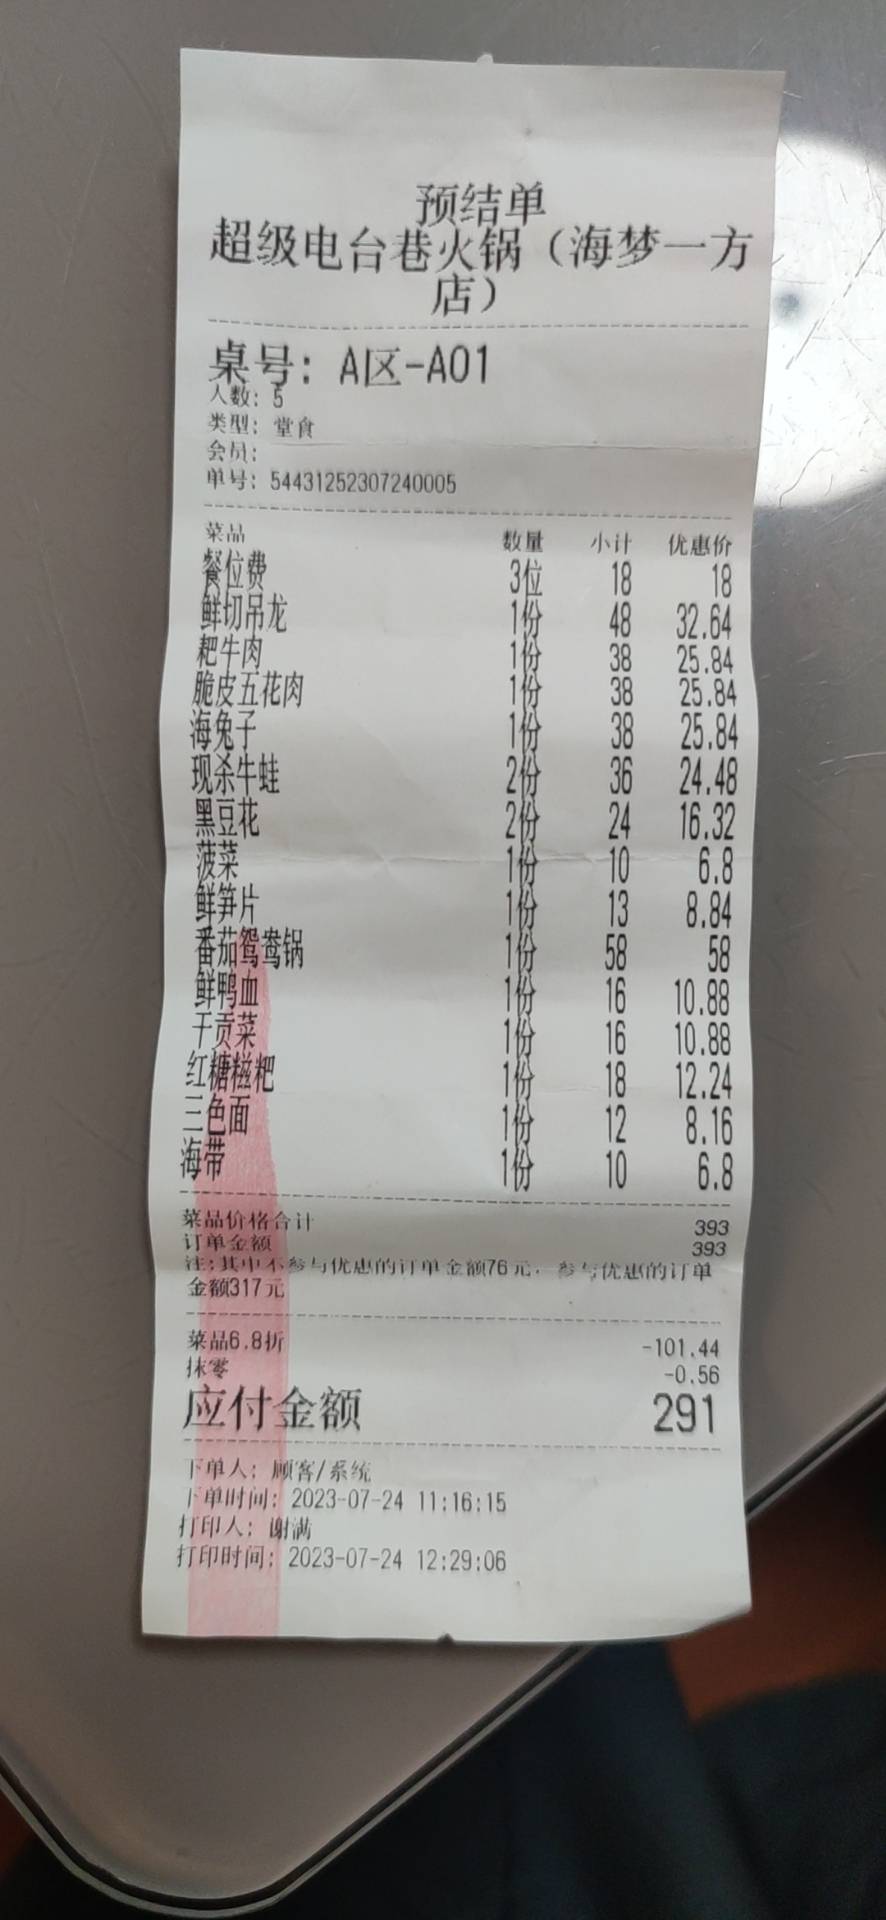 预结单
超级电台巷火锅（海梦一方
店）
桌号: A区-A01
人数: 5
类型: 堂食
会员:
单号: 54431252307240005
菜品 数量 小计 优惠价
餐位费 3位 18 18
鲜切吊龙 1份 48 32.64
粑牛肉 1份 38 25.84
脆皮五花肉 1份 38 25.84
海兔子 1份 38 25.84
现杀牛蛙 2份 36 24.48
黑豆花 2份 24 16.32
菠菜 1份 10 6.8
鲜笋片 1份 13 8.84
番茄鸳鸯锅 1份 58 58
鲜鸭血 1份 16 10.88
干贡菜 1份 16 10.88
红糖糍粑 1份 18 12.24
三色面 1份 12 8.16
海带 1份 10 6.8
菜品价格合计 393
订单金额 393
注:其中不参与优惠的订单金额76元，参与优惠的订单
金额317元
菜品6.8折 -101.44
抹零 -0.56
应付金额 291
下单人: 顾客/系统
下单时间: 2023-07-24 11:16:15
打印人: 谢满
打印时间: 2023-07-24 12:29:06